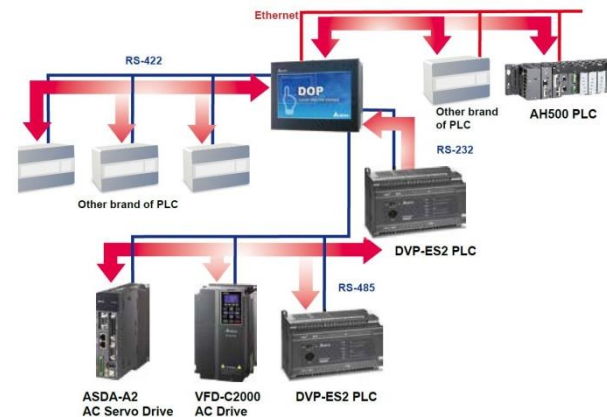 Ethernet
RS-422
DOP
Other brand
of PLC
AH500 PLC
RS-232
Other brand of PLC
DVP-ES2 PLC
RS-485
ASDA-A2
AC Servo Drive
VFD-C2000
AC Drive
DVP-ES2 PLC